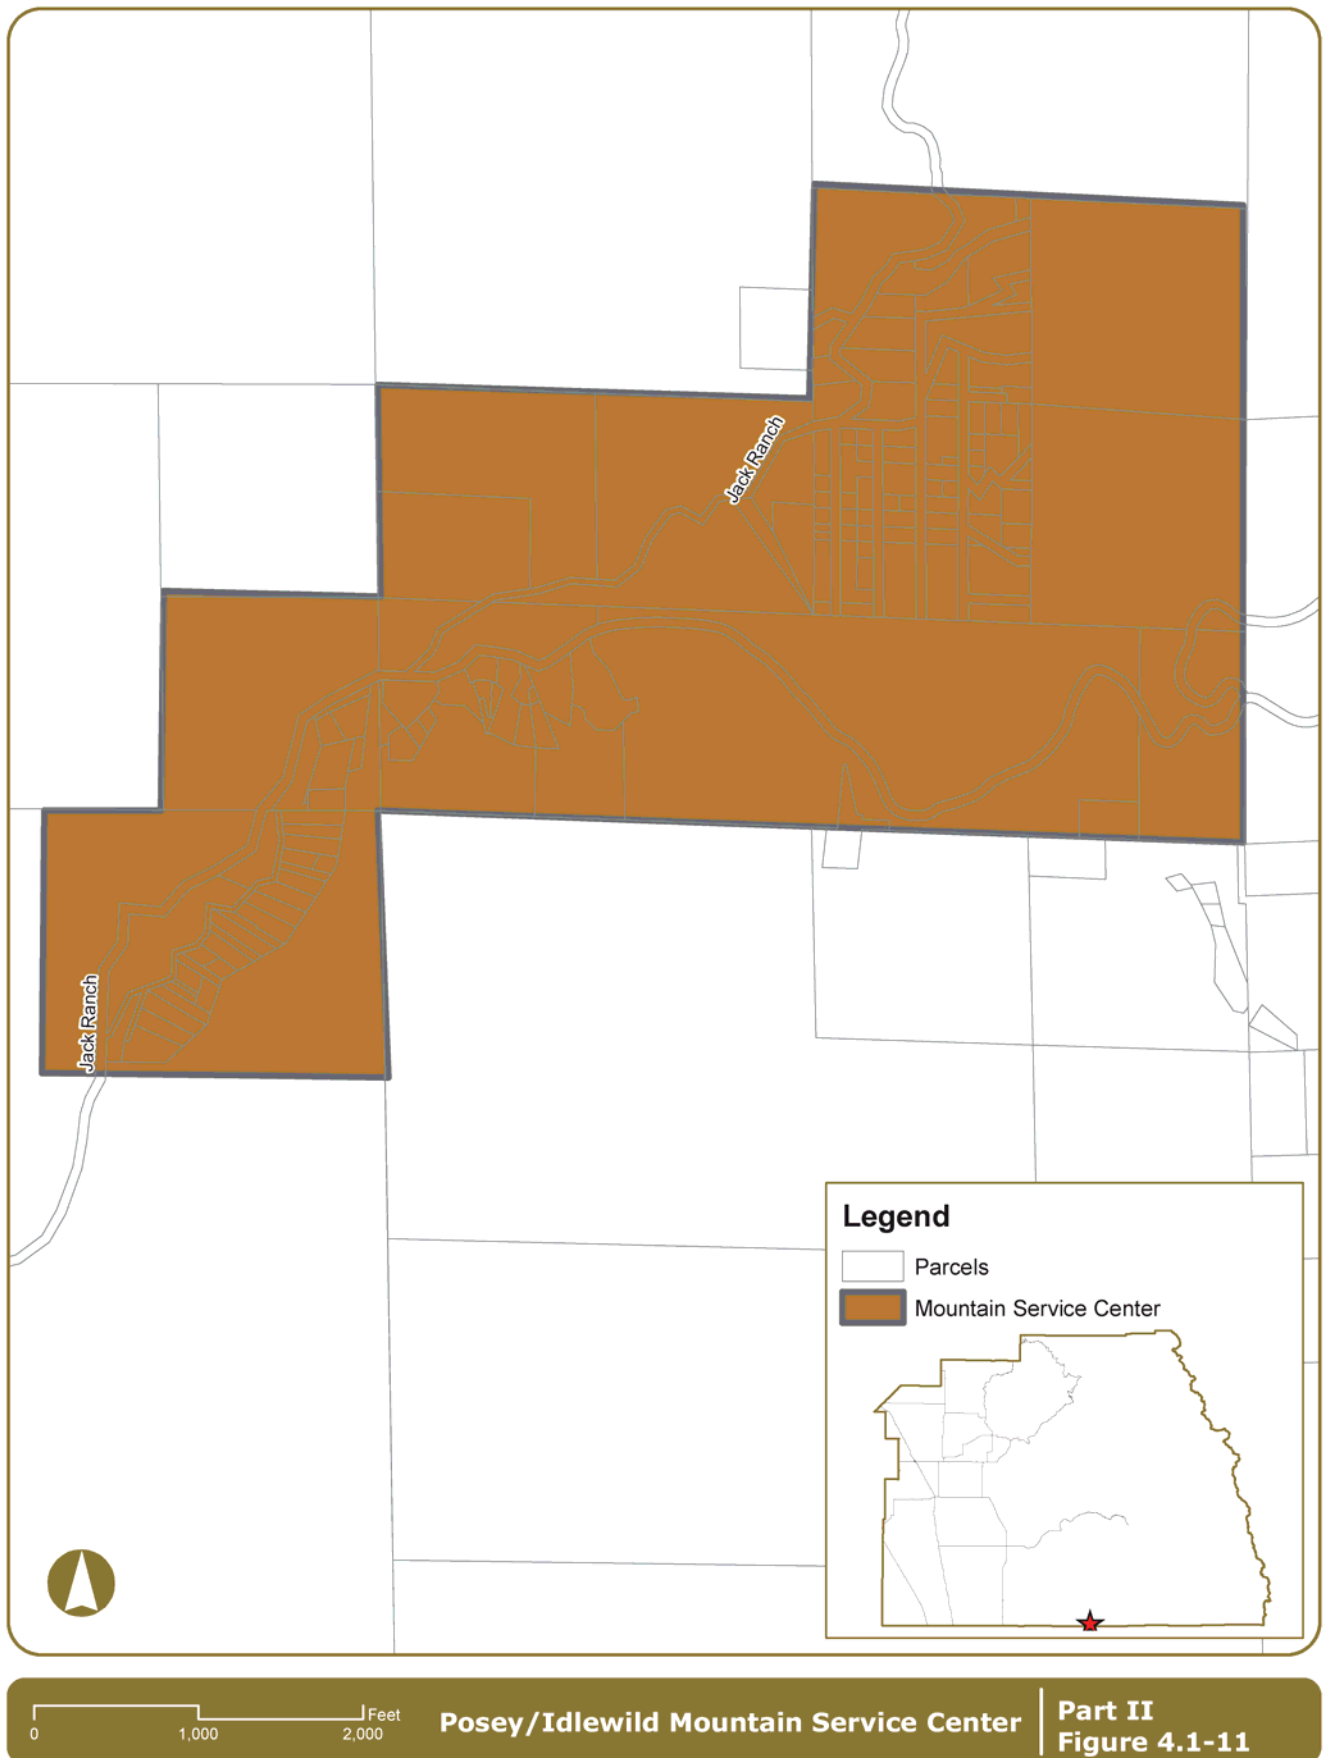 Jack Ranch
Jack Ranch
Legend
Parcels
Mountain Service Center
Feet
0
1,000
2,000
Posey/Idlewild Mountain Service Center
Part II
Figure 4.1-11